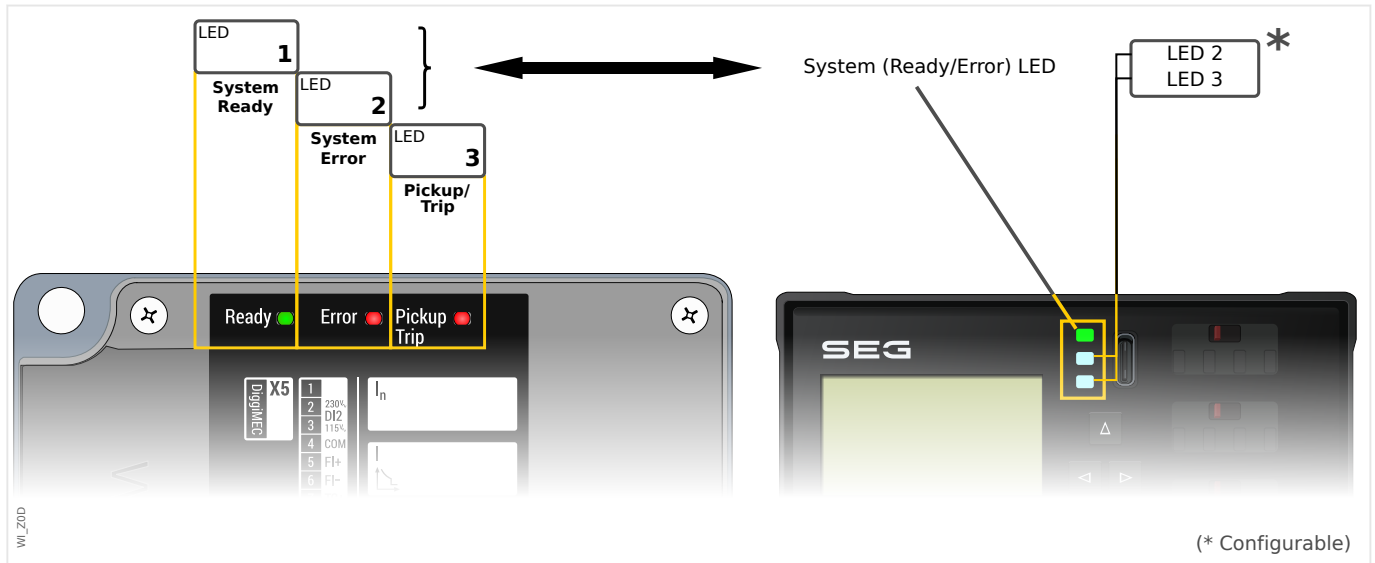 LED
1
System
Ready
LED
2
System
Error
LED
3
Pickup/
Trip
System (Ready/Error) LED
LED 2
LED 3
*
Ready
Error
Pickup
Trip
X5
DiggiMEC
1
2
3
4
5
6
230V~
DI2
115V~
COM
FI+
FI-
In
I
SEG
WI_Z0D
(* Configurable)